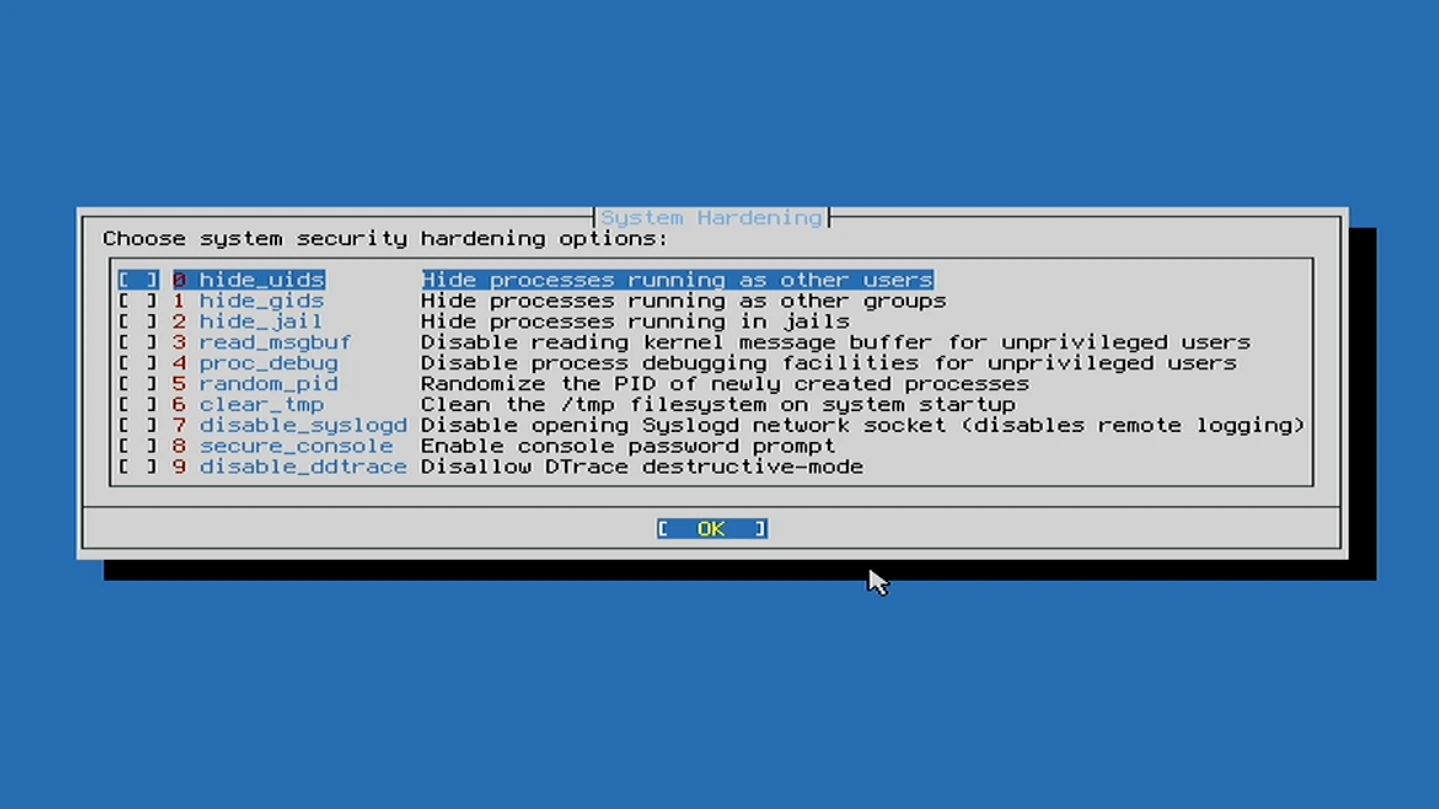 System Hardening
Choose system security hardening options:
[ ] 0 hide_uids Hide processes running as other users
[ ] 1 hide_gids Hide processes running as other groups
[ ] 2 hide_jail Hide processes running in jails
[ ] 3 read_msgbuf Disable reading kernel message buffer for unprivileged users
[ ] 4 proc_debug Disable process debugging facilities for unprivileged users
[ ] 5 random_pid Randomize the PID of newly created processes
[ ] 6 clear_tmp Clean the /tmp filesystem on system startup
[ ] 7 disable_syslogd Disable opening Syslogd network socket (disables remote logging)
[ ] 8 secure_console Enable console password prompt
[ ] 9 disable_ddtrace Disallow DTrace destructive-mode
[ OK ]